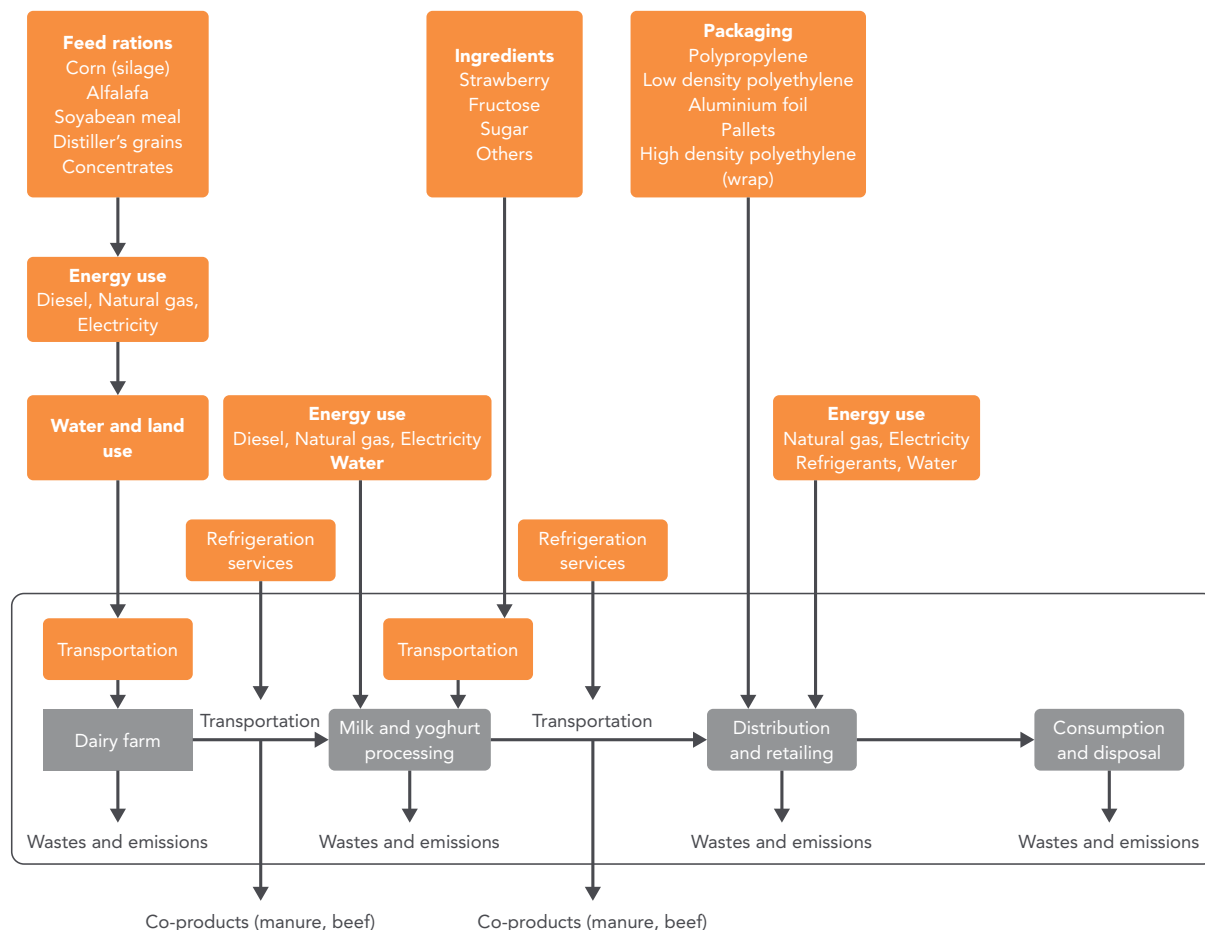 Feed rations
Corn (silage)
Alfalafa
Soyabean meal
Distiller's grains
Concentrates
Ingredients
Strawberry
Fructose
Sugar
Others
Packaging
Polypropylene
Low density polyethylene
Aluminium foil
Pallets
High density polyethylene
(wrap)
Energy use
Diesel, Natural gas,
Electricity
Water and land
use
Energy use
Diesel, Natural gas, Electricity
Water
Energy use
Natural gas, Electricity
Refrigerants, Water
Refrigeration
services
Refrigeration
services
Transportation
Transportation
Dairy farm
Transportation
Milk and yoghurt
processing
Transportation
Distribution
and retailing
Consumption
and disposal
Wastes and emissions
Wastes and emissions
Wastes and emissions
Wastes and emissions
Co-products (manure, beef)
Co-products (manure, beef)